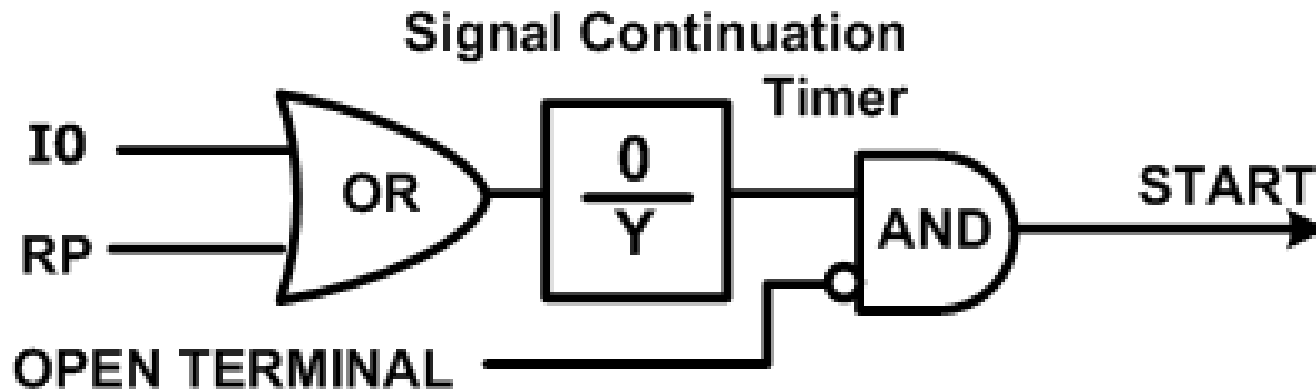 Signal Continuation
Timer
I0
OR
0
Y
AND
START
RP
OPEN TERMINAL